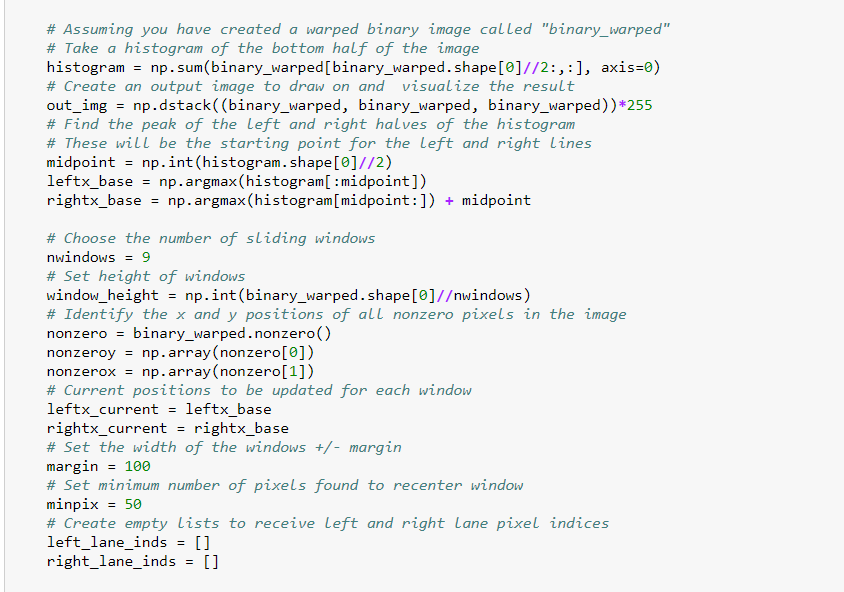 # Assuming you have created a warped binary image called "binary_warped"
# Take a histogram of the bottom half of the image
histogram = np.sum(binary_warped[binary_warped.shape[0]//2:,:], axis=0)
# Create an output image to draw on and  visualize the result
out_img = np.dstack((binary_warped, binary_warped, binary_warped))*255
# Find the peak of the left and right halves of the histogram
# These will be the starting point for the left and right lines
midpoint = np.int(histogram.shape[0]//2)
leftx_base = np.argmax(histogram[:midpoint])
rightx_base = np.argmax(histogram[midpoint:]) + midpoint
# Choose the number of sliding windows
nwindows = 9
# Set height of windows
window_height = np.int(binary_warped.shape[0]//nwindows)
# Identify the x and y positions of all nonzero pixels in the image
nonzero = binary_warped.nonzero()
nonzeroy = np.array(nonzero[0])
nonzerox = np.array(nonzero[1])
# Current positions to be updated for each window
leftx_current = leftx_base
rightx_current = rightx_base
# Set the width of the windows +/- margin
margin = 100
# Set minimum number of pixels found to recenter window
minpix = 50
# Create empty lists to receive left and right lane pixel indices
left_lane_inds = []
right_lane_inds = []